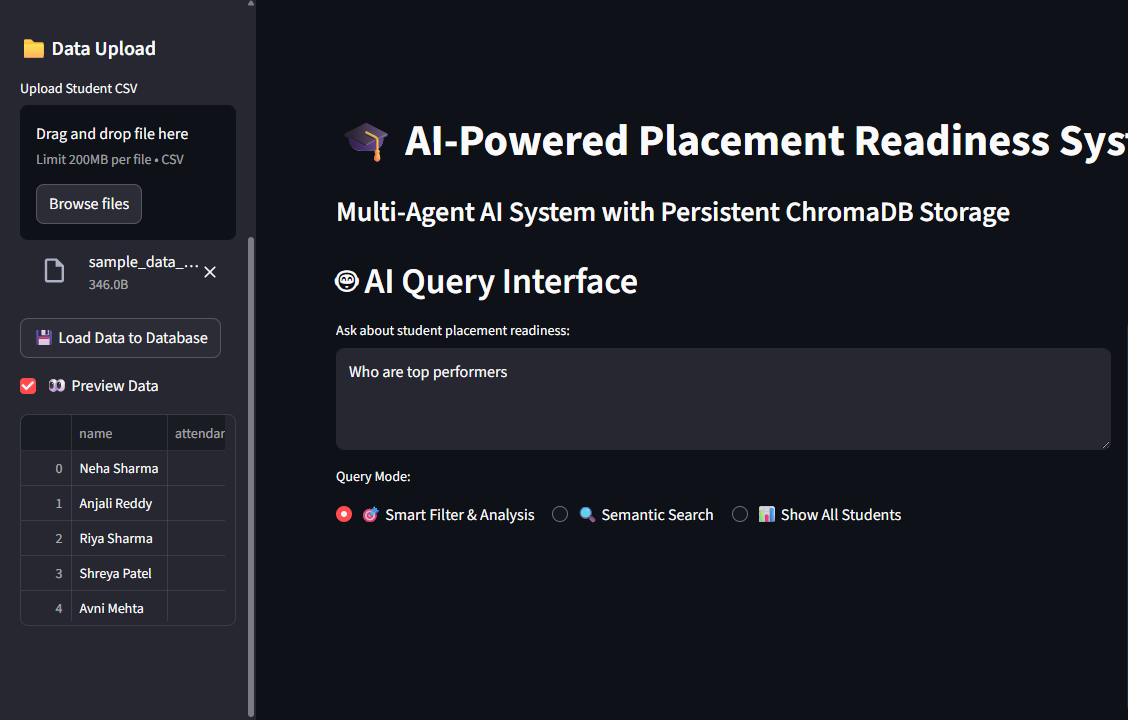 📁 Data Upload
Upload Student CSV
Drag and drop file here
Limit 200MB per file • CSV
Browse files
sample_data_...
346.0B
💾 Load Data to Database
👀 Preview Data
name attendar
0 Neha Sharma
1 Anjali Reddy
2 Riya Sharma
3 Shreya Patel
4 Avni Mehta
🎓 AI-Powered Placement Readiness Syst
Multi-Agent AI System with Persistent ChromaDB Storage
AI Query Interface
Ask about student placement readiness:
Who are top performers
Query Mode:
🎯 Smart Filter & Analysis 🔍 Semantic Search 📊 Show All Students